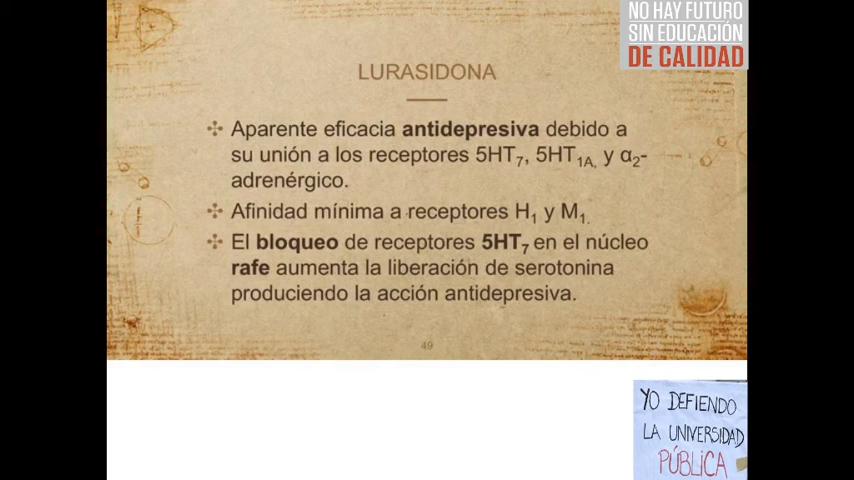 NO HAY FUTURO
SIN EDUCACIÓN
DE CALIDAD
LURASIDONA
Aparente eficacia antidepresiva debido a
su unión a los receptores 5HT₇, 5HT₁A, y α₂-
adrenérgico.
Afinidad mínima a receptores H₁ y M₁.
El bloqueo de receptores 5HT₇ en el núcleo
rafe aumenta la liberación de serotonina
produciendo la acción antidepresiva.
49
YO DEFIENDO
LA UNIVERSIDAD
PÚBLICA